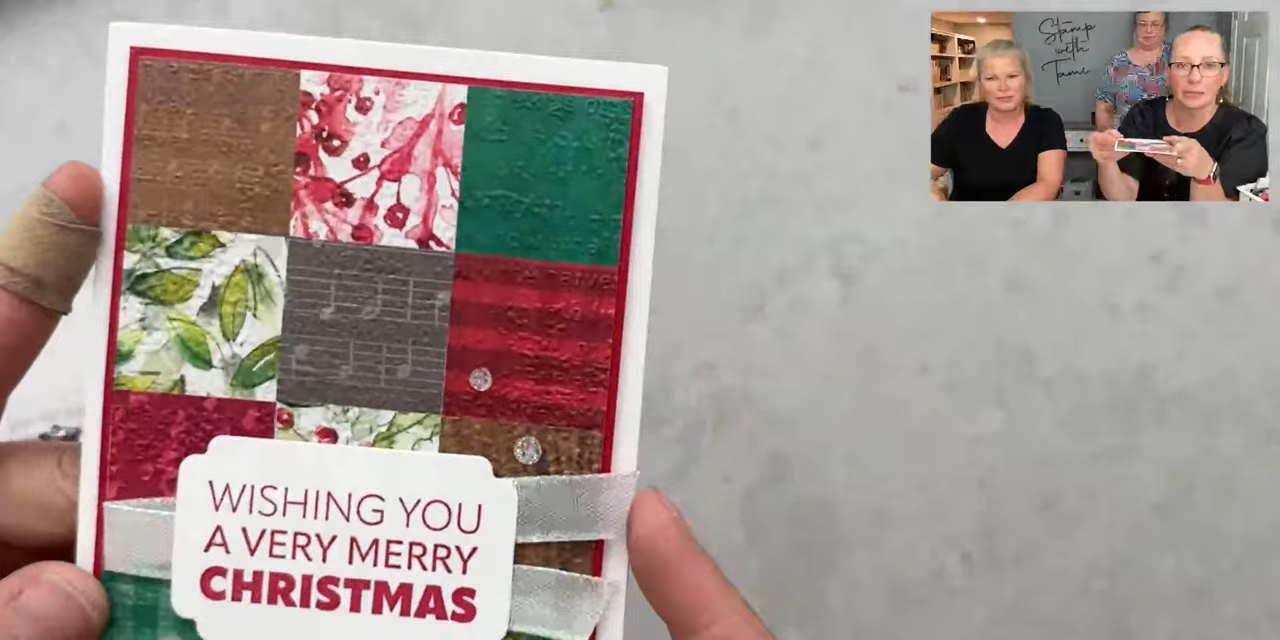 Stamp
with
Tami
WISHING YOU
A VERY MERRY
CHRISTMAS